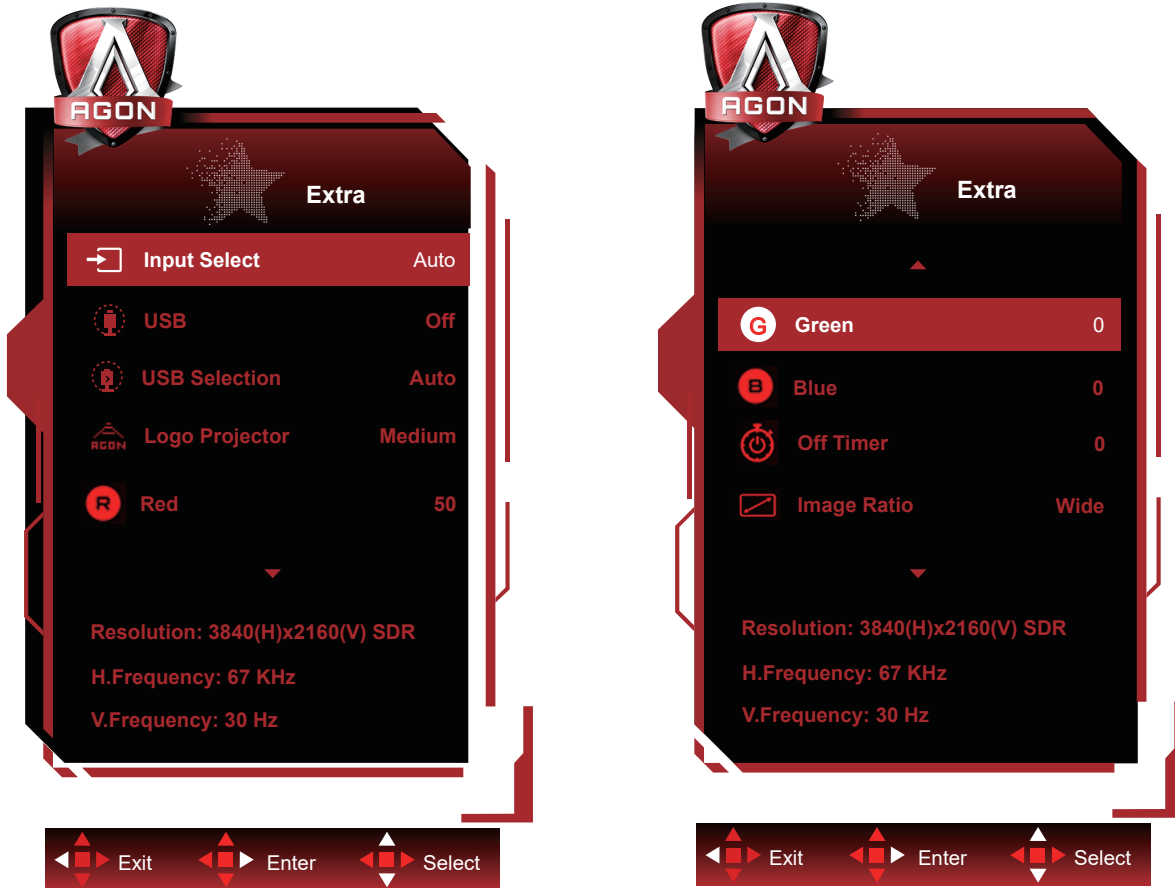 AGON
Extra
Input Select Auto
USB Off
USB Selection Auto
AGON Logo Projector Medium
R Red 50
Resolution: 3840(H)x2160(V) SDR
H.Frequency: 67 KHz
V.Frequency: 30 Hz
Exit Enter Select
AGON
Extra
G Green 0
B Blue 0
Off Timer 0
Image Ratio Wide
Resolution: 3840(H)x2160(V) SDR
H.Frequency: 67 KHz
V.Frequency: 30 Hz
Exit Enter Select